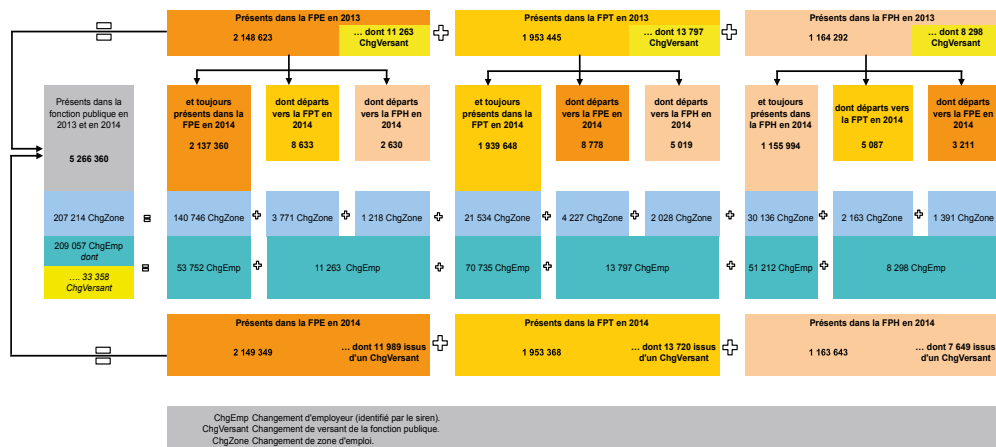 Présents dans la FPE en 2013
2 148 623
… dont 11 263
ChgVersant
Présents dans la FPT en 2013
1 953 445
… dont 13 797
ChgVersant
Présents dans la FPH en 2013
1 164 292
… dont 8 298
ChgVersant
Présents dans la
fonction publique en
2013 et en 2014
5 266 360
et toujours
présents dans la
FPE en 2014
2 137 360
dont départs
vers la FPT en
2014
8 633
dont départs
vers la FPH en
2014
2 630
et toujours
présents dans la
FPT en 2014
1 939 648
dont départs
vers la FPE en
2014
8 778
dont départs
vers la FPH en
2014
5 019
et toujours
présents dans
la FPH en 2014
1 155 994
dont départs vers
la FPT en 2014
5 087
dont départs
vers la FPE en
2014
3 211
207 214 ChgZone
140 746 ChgZone
3 771 ChgZone
1 218 ChgZone
21 534 ChgZone
4 227 ChgZone
2 028 ChgZone
30 136 ChgZone
2 163 ChgZone
1 391 ChgZone
209 057 ChgEmp
dont
…. 33 358
ChgVersant
53 752 ChgEmp
11 263 ChgEmp
70 735 ChgEmp
13 797 ChgEmp
51 212 ChgEmp
8 298 ChgEmp
Présents dans la FPE en 2014
2 149 349
… dont 11 989 issus
d'un ChgVersant
Présents dans la FPT en 2014
1 953 368
… dont 13 720 issus
d'un ChgVersant
Présents dans la FPH en 2014
1 163 643
… dont 7 649 issus
d'un ChgVersant
ChgEmp Changement d'employeur (identifié par le siren).
ChgVersant Changement de versant de la fonction publique.
ChgZone Changement de zone d'emploi.